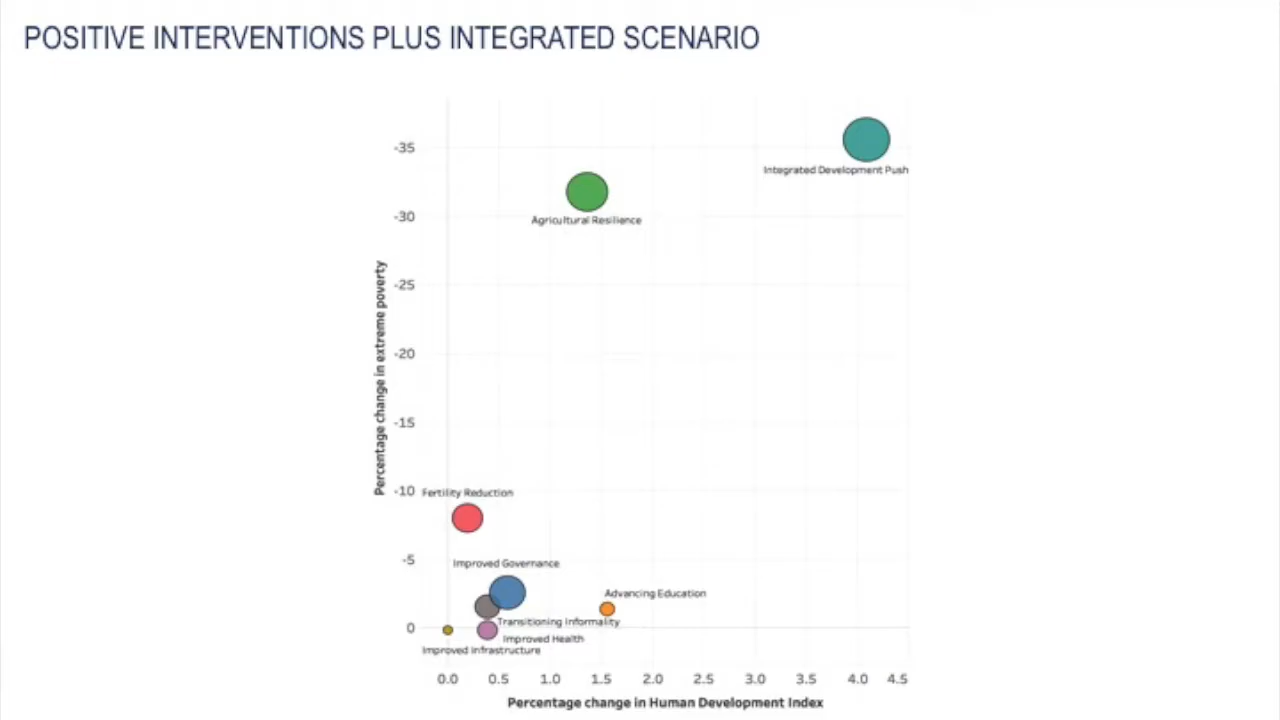 POSITIVE INTERVENTIONS PLUS INTEGRATED SCENARIO
-35
Integrated Development Push
-30
Agricultural Resilience
-25
Percentage change in extreme poverty
-20
-15
-10
Fertility Reduction
-5
Improved Governance
Advancing Education
Transitioning Informality
0
Improved Health
Improved Infrastructure
0.0 0.5 1.0 1.5 2.0 2.5 3.0 3.5 4.0 4.5
Percentage change in Human Development Index